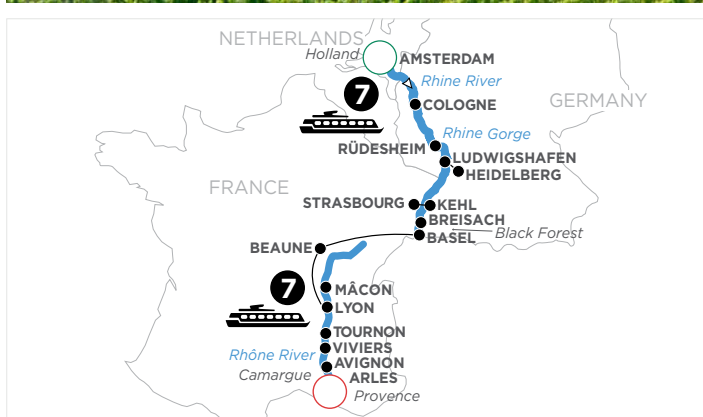 NETHERLANDS
Holland
AMSTERDAM
Rhine River
7
COLOGNE
GERMANY
Rhine Gorge
RÜDESHEIM
LUDWIGSHAFEN
HEIDELBERG
FRANCE
STRASBOURG
KEHL
BREISACH
Black Forest
BASEL
BEAUNE
7
MÂCON
LYON
TOURNON
VIVIERS
Rhône River
AVIGNON
Camargue
ARLES
Provence